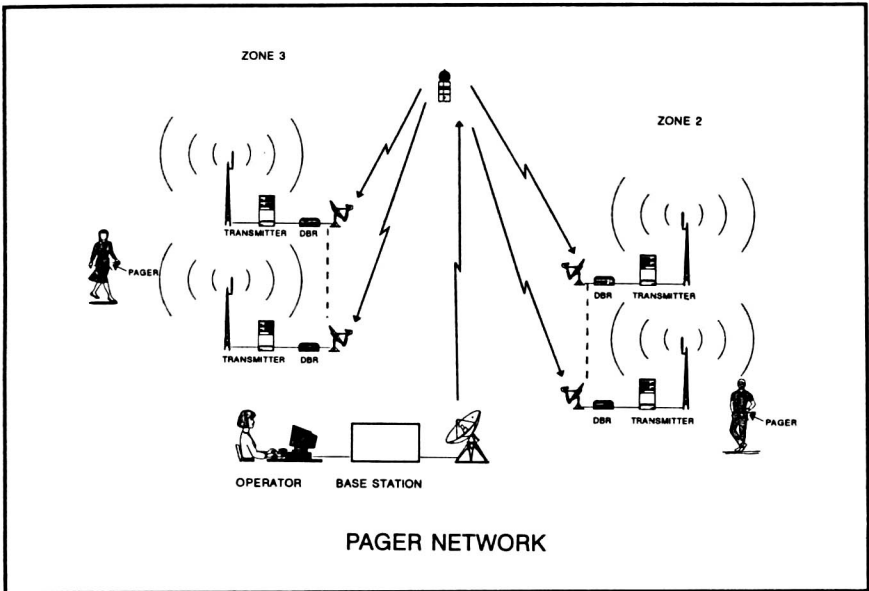 ZONE 3
ZONE 2
TRANSMITTER DBR
PAGER
DBR TRANSMITTER
TRANSMITTER DBR
DBR TRANSMITTER
PAGER
OPERATOR BASE STATION
PAGER NETWORK